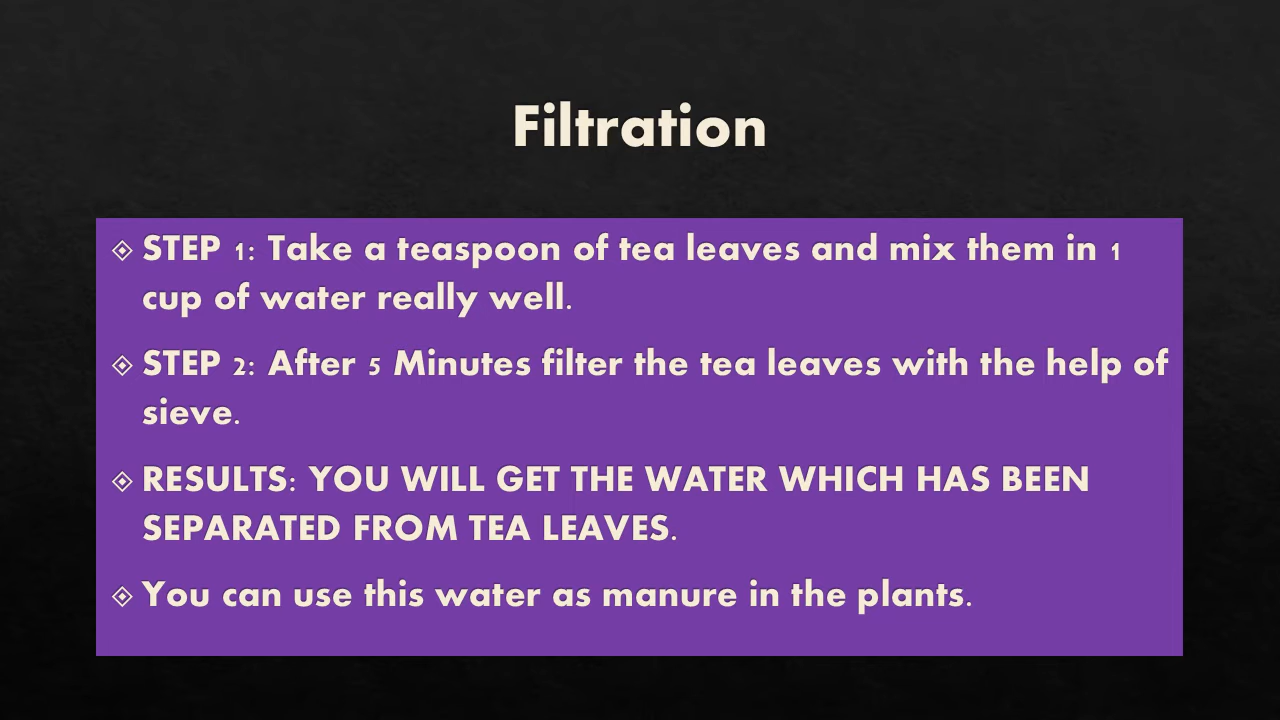 Filtration
STEP 1: Take a teaspoon of tea leaves and mix them in 1
cup of water really well.
STEP 2: After 5 Minutes filter the tea leaves with the help of
sieve.
RESULTS: YOU WILL GET THE WATER WHICH HAS BEEN
SEPARATED FROM TEA LEAVES.
You can use this water as manure in the plants.